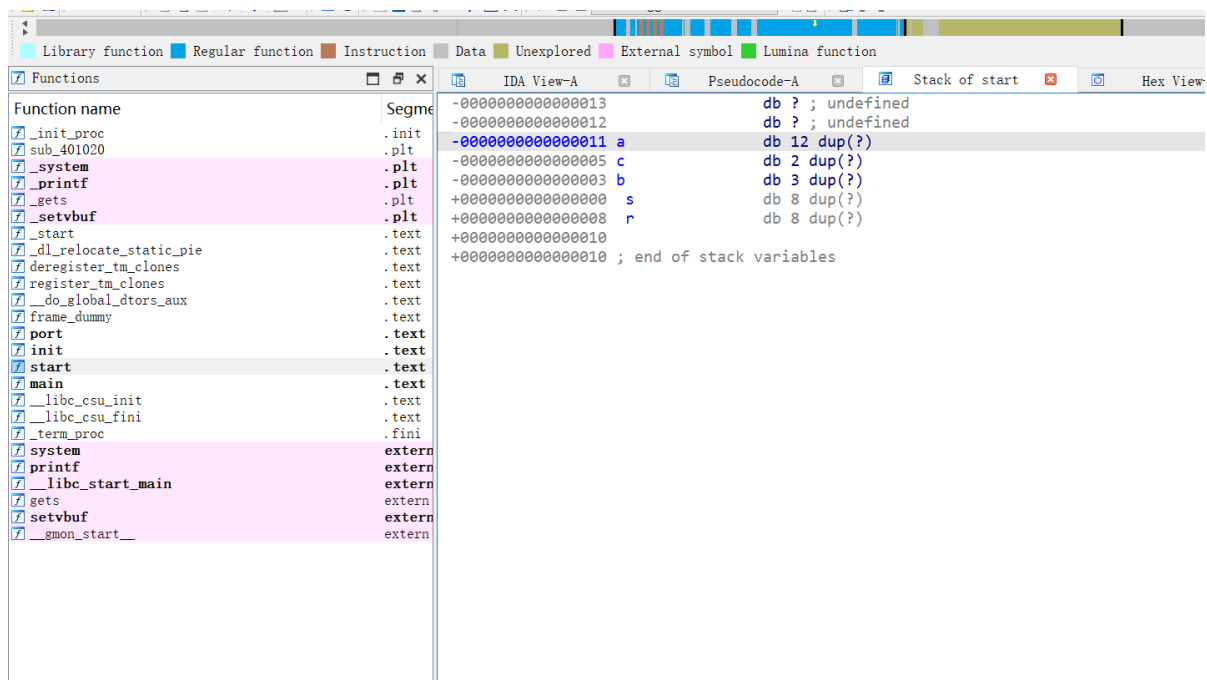 Library function Regular function Instruction Data Unexplored External symbol Lumina function
Functions
IDA View-A Pseudocode-A Stack of start Hex View-
Function name Segme
_init_proc .init
sub_401020 .plt
_system .plt
_printf .plt
_gets .plt
_setvbuf .plt
_start .text
_dl_relocate_static_pie .text
deregister_tm_clones .text
register_tm_clones .text
__do_global_dtors_aux .text
frame_dummy .text
port .text
init .text
start .text
main .text
__libc_csu_init .text
__libc_csu_fini .text
_term_proc .fini
system extern
printf extern
__libc_start_main extern
gets extern
setvbuf extern
__gmon_start__ extern
-0000000000000013 db ? ; undefined
-0000000000000012 db ? ; undefined
-0000000000000011 a db 12 dup(?)
-0000000000000005 c db 2 dup(?)
-0000000000000003 b db 3 dup(?)
+0000000000000000 s db 8 dup(?)
+0000000000000008 r db 8 dup(?)
+0000000000000010
+0000000000000010 ; end of stack variables